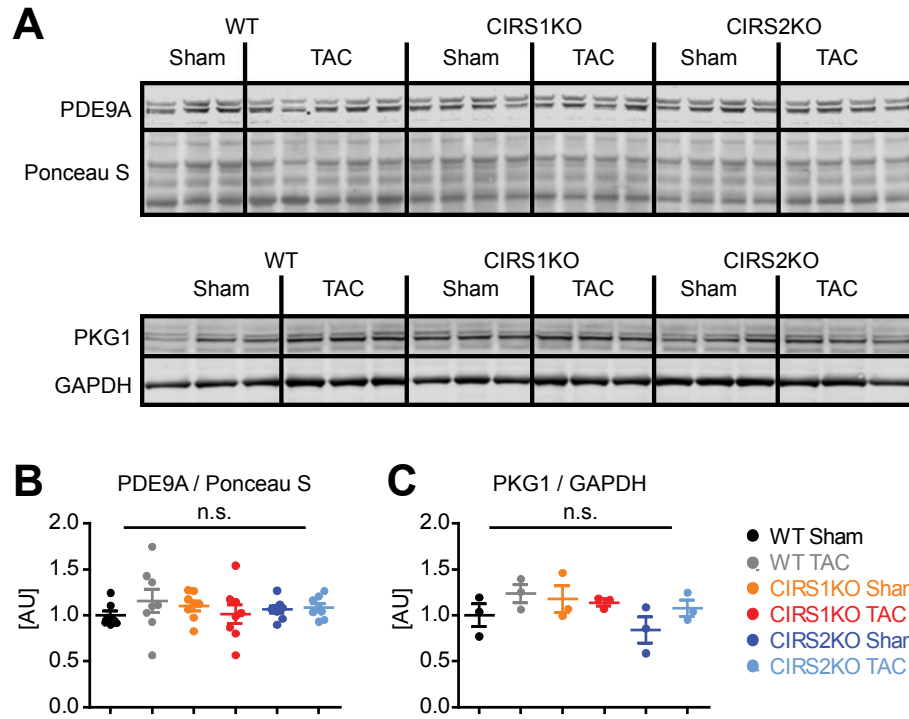 A
WT CIRS1KO CIRS2KO
Sham TAC Sham TAC Sham TAC
PDE9A
Ponceau S
WT CIRS1KO CIRS2KO
Sham TAC Sham TAC Sham TAC
PKG1
GAPDH
B
PDE9A / Ponceau S
n.s.
[AU]
2.0
1.5
1.0
0.5
0.0
C
PKG1 / GAPDH
n.s.
[AU]
2.0
1.5
1.0
0.5
0.0
WT Sham
WT TAC
CIRS1KO Shar
CIRS1KO TAC
CIRS2KO Shar
CIRS2KO TAC